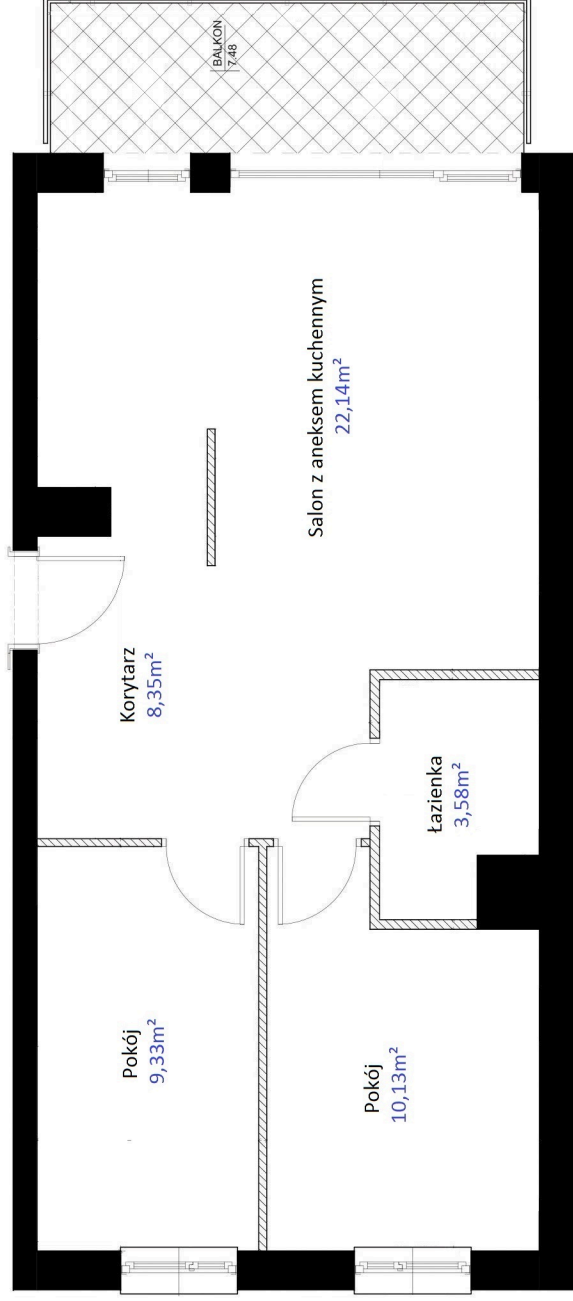 BALKON
7.48
Salon z aneksem kuchennym
22,14m²
Korytarz
8,35m²
Łazienka
3,58m²
Pokój
9,33m²
Pokój
10,13m²